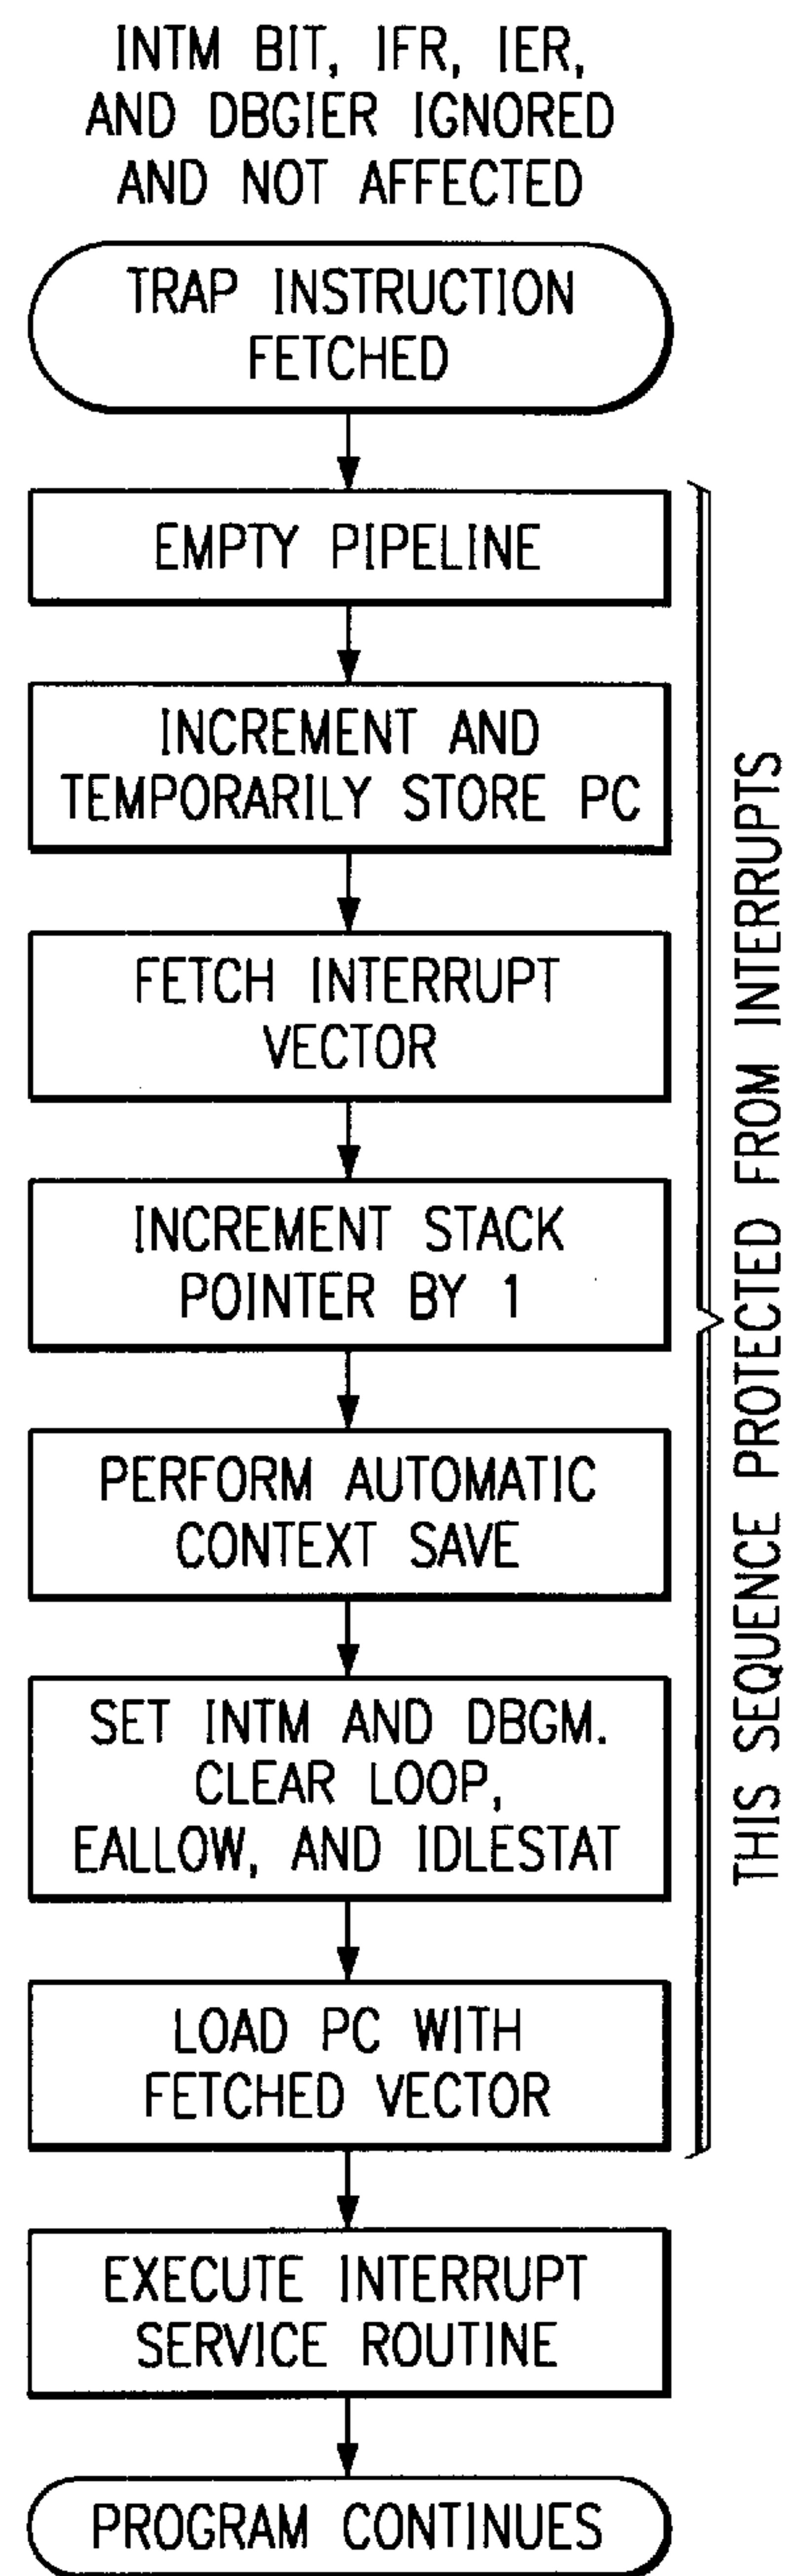 INTM BIT, IFR, IER,
AND DBGIER IGNORED
AND NOT AFFECTED
TRAP INSTRUCTION
FETCHED
EMPTY PIPELINE
INCREMENT AND
TEMPORARILY STORE PC
FETCH INTERRUPT
VECTOR
INCREMENT STACK
POINTER BY 1
PERFORM AUTOMATIC
CONTEXT SAVE
SET INTM AND DBGM.
CLEAR LOOP,
EALLOW, AND IDLESTAT
LOAD PC WITH
FETCHED VECTOR
THIS SEQUENCE PROTECTED FROM INTERRUPTS
EXECUTE INTERRUPT
SERVICE ROUTINE
PROGRAM CONTINUES